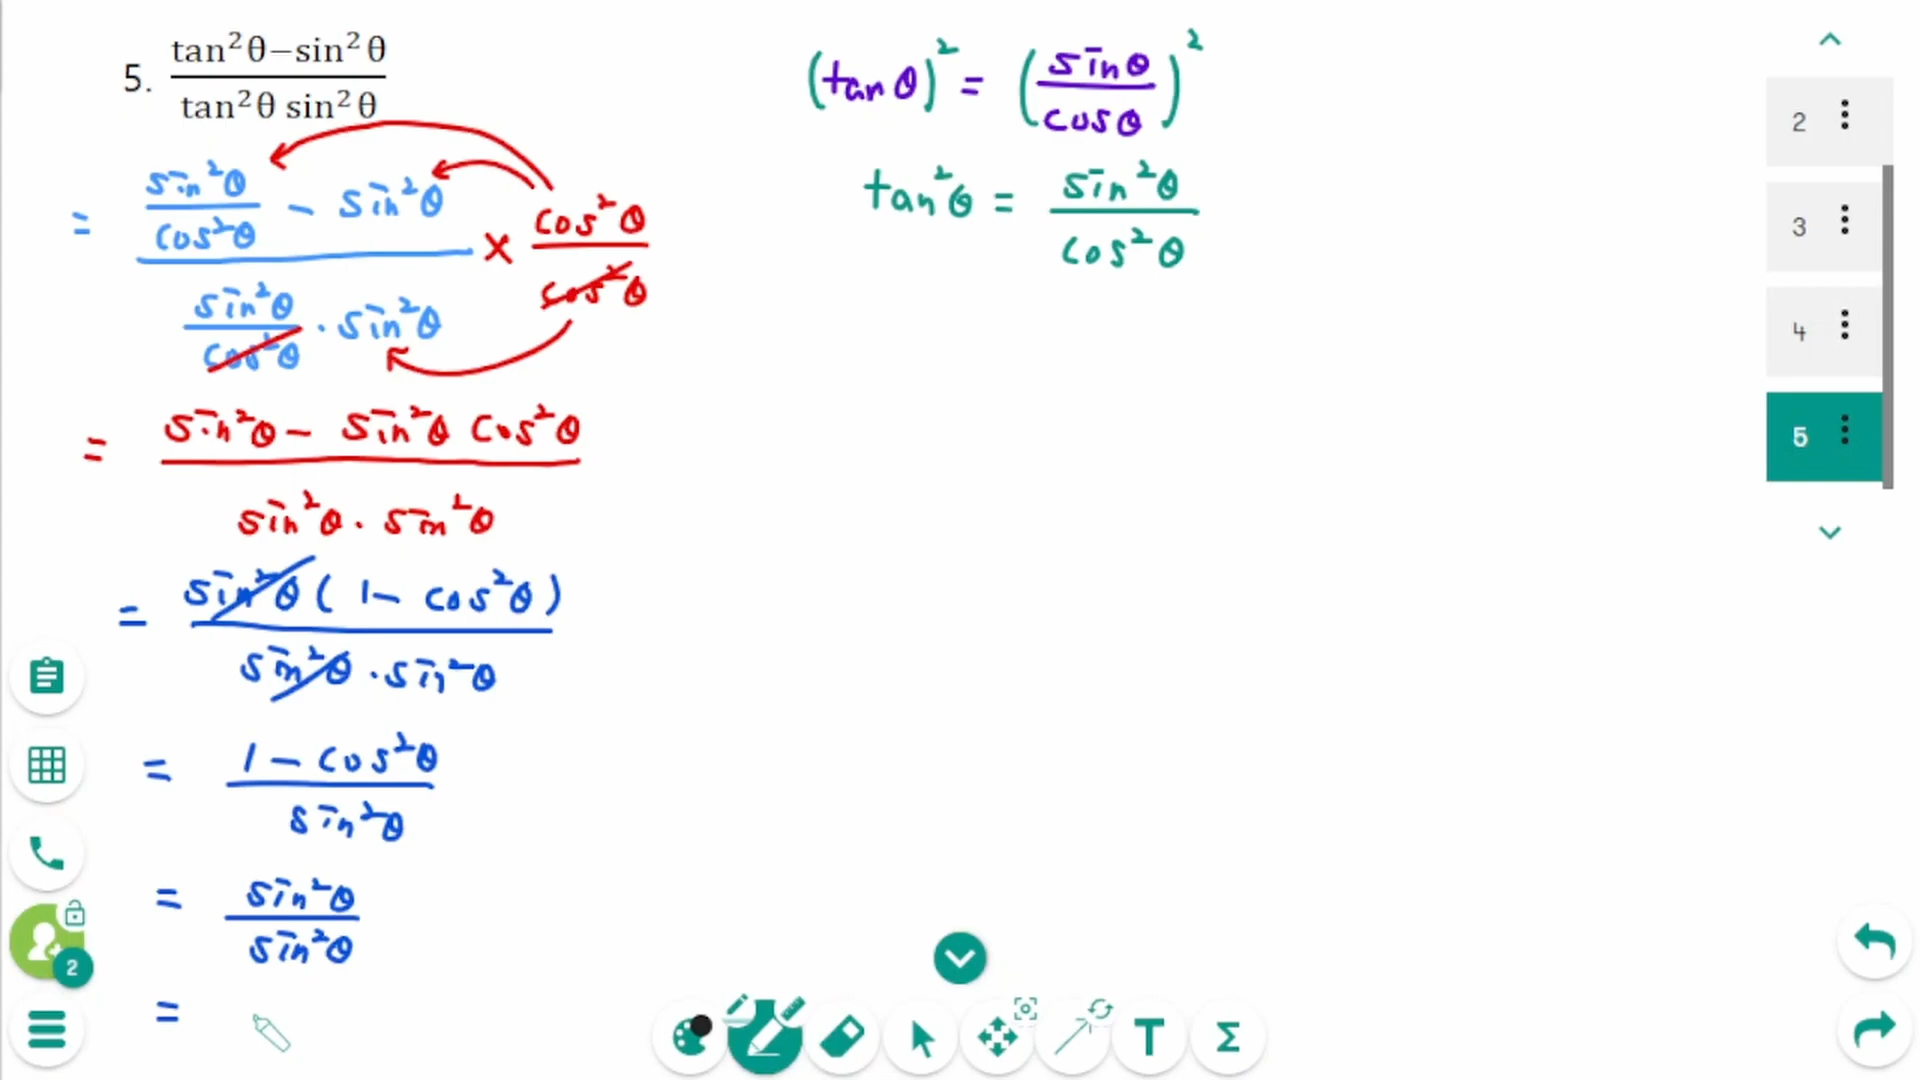 5. tan²θ−sin²θ
tan²θ sin²θ
= sin²θ/cos²θ − sin²θ × cos²θ
sin²θ/cos²θ · sin²θ cos²θ
= sin²θ − sin²θ cos²θ
sin²θ · sin²θ
= sin²θ ( 1 − cos²θ )
sin²θ · sin²θ
= 1 − cos²θ
sin²θ
= sin²θ
sin²θ
=
(tan θ)² = (sinθ/cosθ)²
tan²θ = sin²θ
cos²θ
2
3
4
5
2
T
Σ